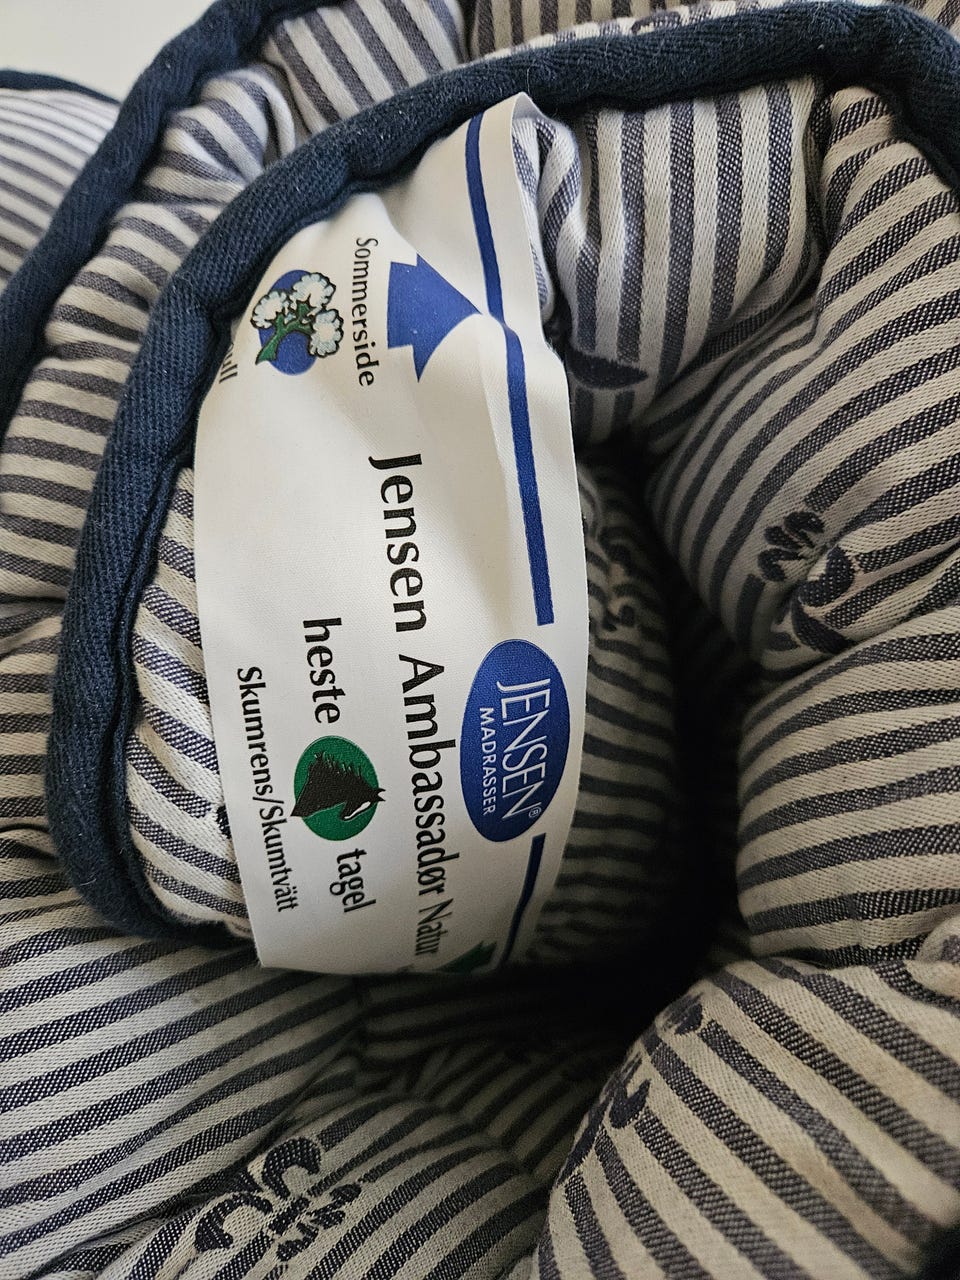 JENSEN®
MADRASSER
Sommerside
Jensen Ambassadør Natur
heste tagel
Skumrens/Skumtvätt